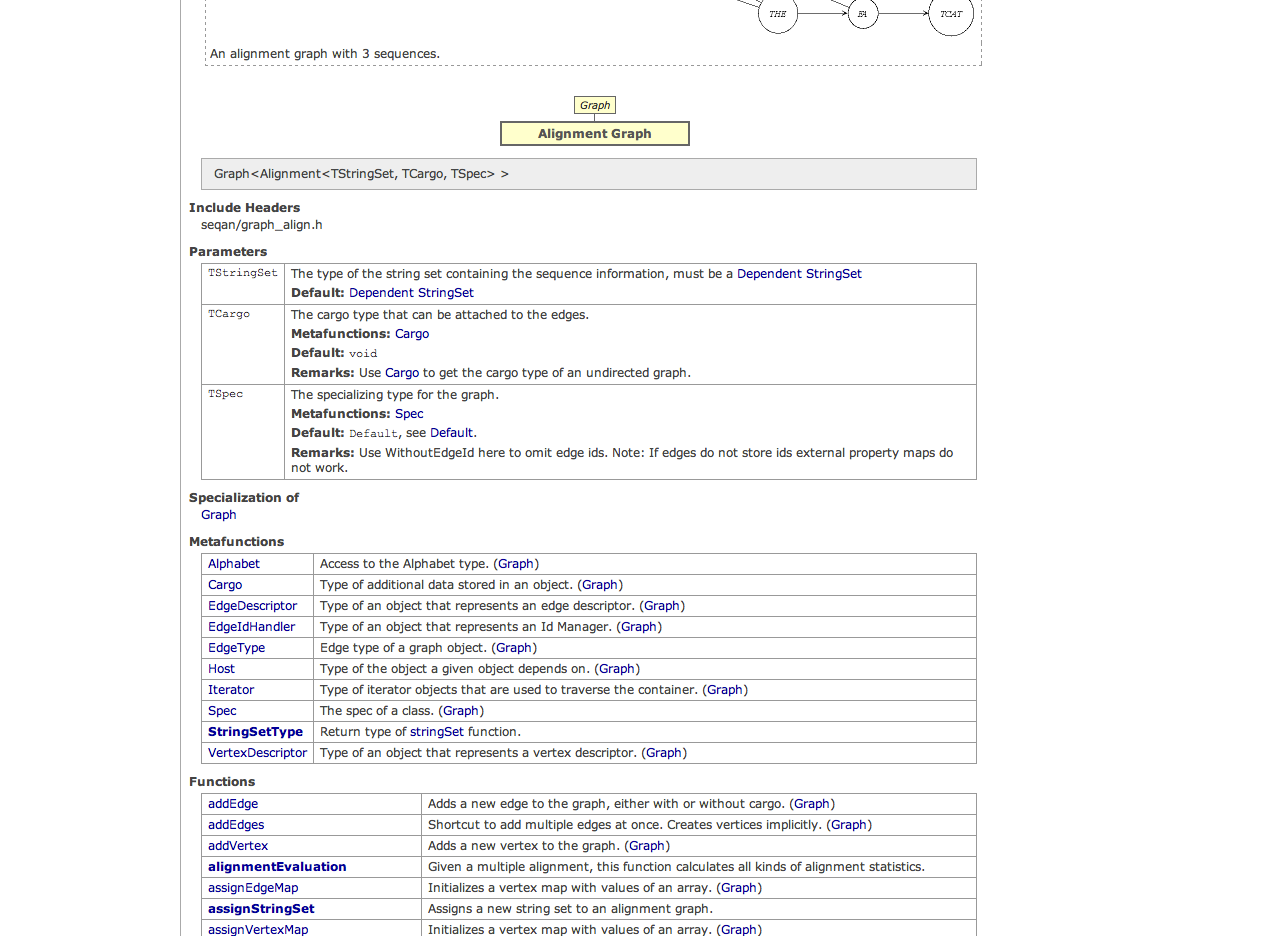 THE EA TCAT
An alignment graph with 3 sequences.
Graph
Alignment Graph
Graph<Alignment<TStringSet, TCargo, TSpec> >
Include Headers
seqan/graph_align.h
Parameters
TStringSet The type of the string set containing the sequence information, must be a Dependent StringSet
Default: Dependent StringSet
TCargo The cargo type that can be attached to the edges.
Metafunctions: Cargo
Default: void
Remarks: Use Cargo to get the cargo type of an undirected graph.
TSpec The specializing type for the graph.
Metafunctions: Spec
Default: Default, see Default.
Remarks: Use WithoutEdgeId here to omit edge ids. Note: If edges do not store ids external property maps do
not work.
Specialization of
Graph
Metafunctions
Alphabet Access to the Alphabet type. (Graph)
Cargo Type of additional data stored in an object. (Graph)
EdgeDescriptor Type of an object that represents an edge descriptor. (Graph)
EdgeIdHandler Type of an object that represents an Id Manager. (Graph)
EdgeType Edge type of a graph object. (Graph)
Host Type of the object a given object depends on. (Graph)
Iterator Type of iterator objects that are used to traverse the container. (Graph)
Spec The spec of a class. (Graph)
StringSetType Return type of stringSet function.
VertexDescriptor Type of an object that represents a vertex descriptor. (Graph)
Functions
addEdge Adds a new edge to the graph, either with or without cargo. (Graph)
addEdges Shortcut to add multiple edges at once. Creates vertices implicitly. (Graph)
addVertex Adds a new vertex to the graph. (Graph)
alignmentEvaluation Given a multiple alignment, this function calculates all kinds of alignment statistics.
assignEdgeMap Initializes a vertex map with values of an array. (Graph)
assignStringSet Assigns a new string set to an alignment graph.
assignVertexMap Initializes a vertex map with values of an array. (Graph)